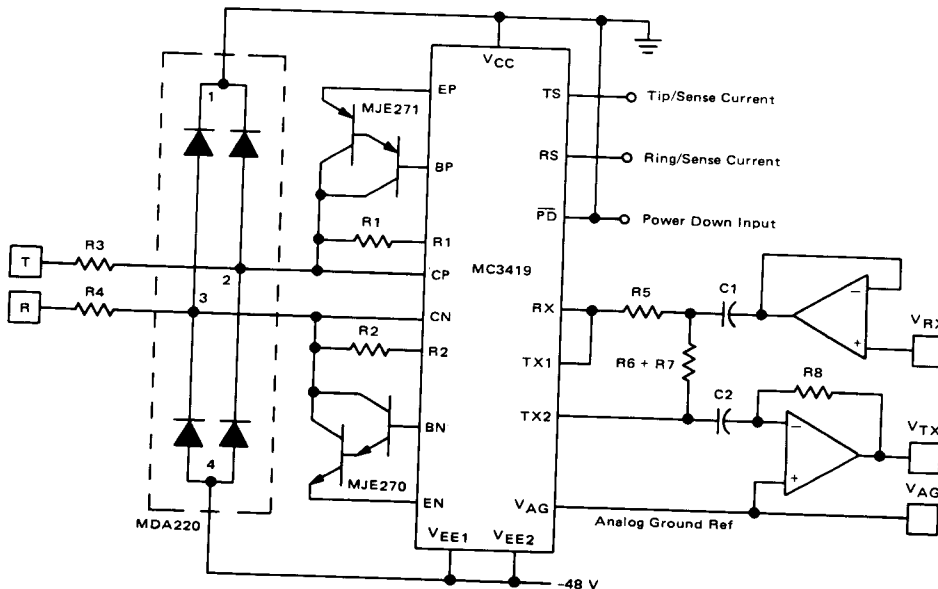 VCC
EP
MJE271
TS
Tip/Sense Current
1
BP
RS
Ring/Sense Current
PD
Power Down Input
R1
R1
T
R3
2
CP
MC3419
R
R4
3
CN
RX
R5
C1
−
+
VRX
R2
R2
TX1
R6 + R7
R8
TX2
C2
−
+
VTX
BN
4
MJE270
EN
VAG
Analog Ground Ref
VAG
MDA220
VEE1
VEE2
−48 V